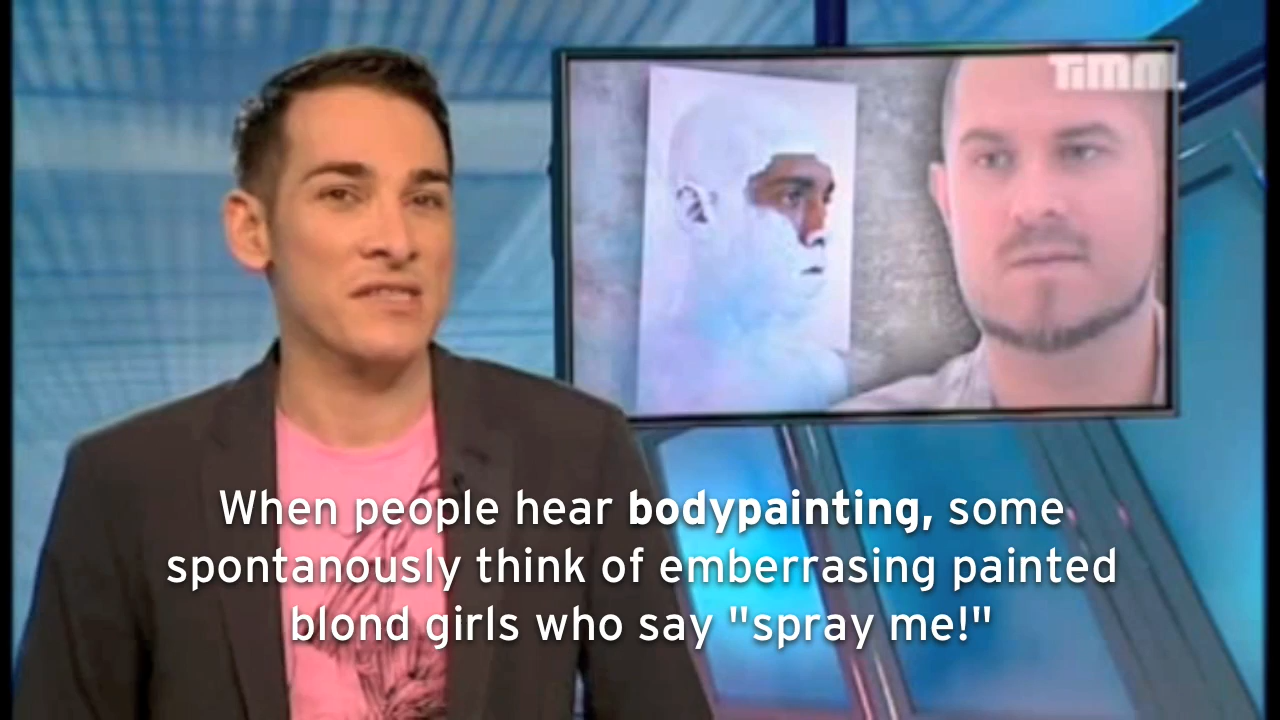 TiMM.
When people hear bodypainting, some
spontanously think of emberrasing painted
blond girls who say "spray me!"